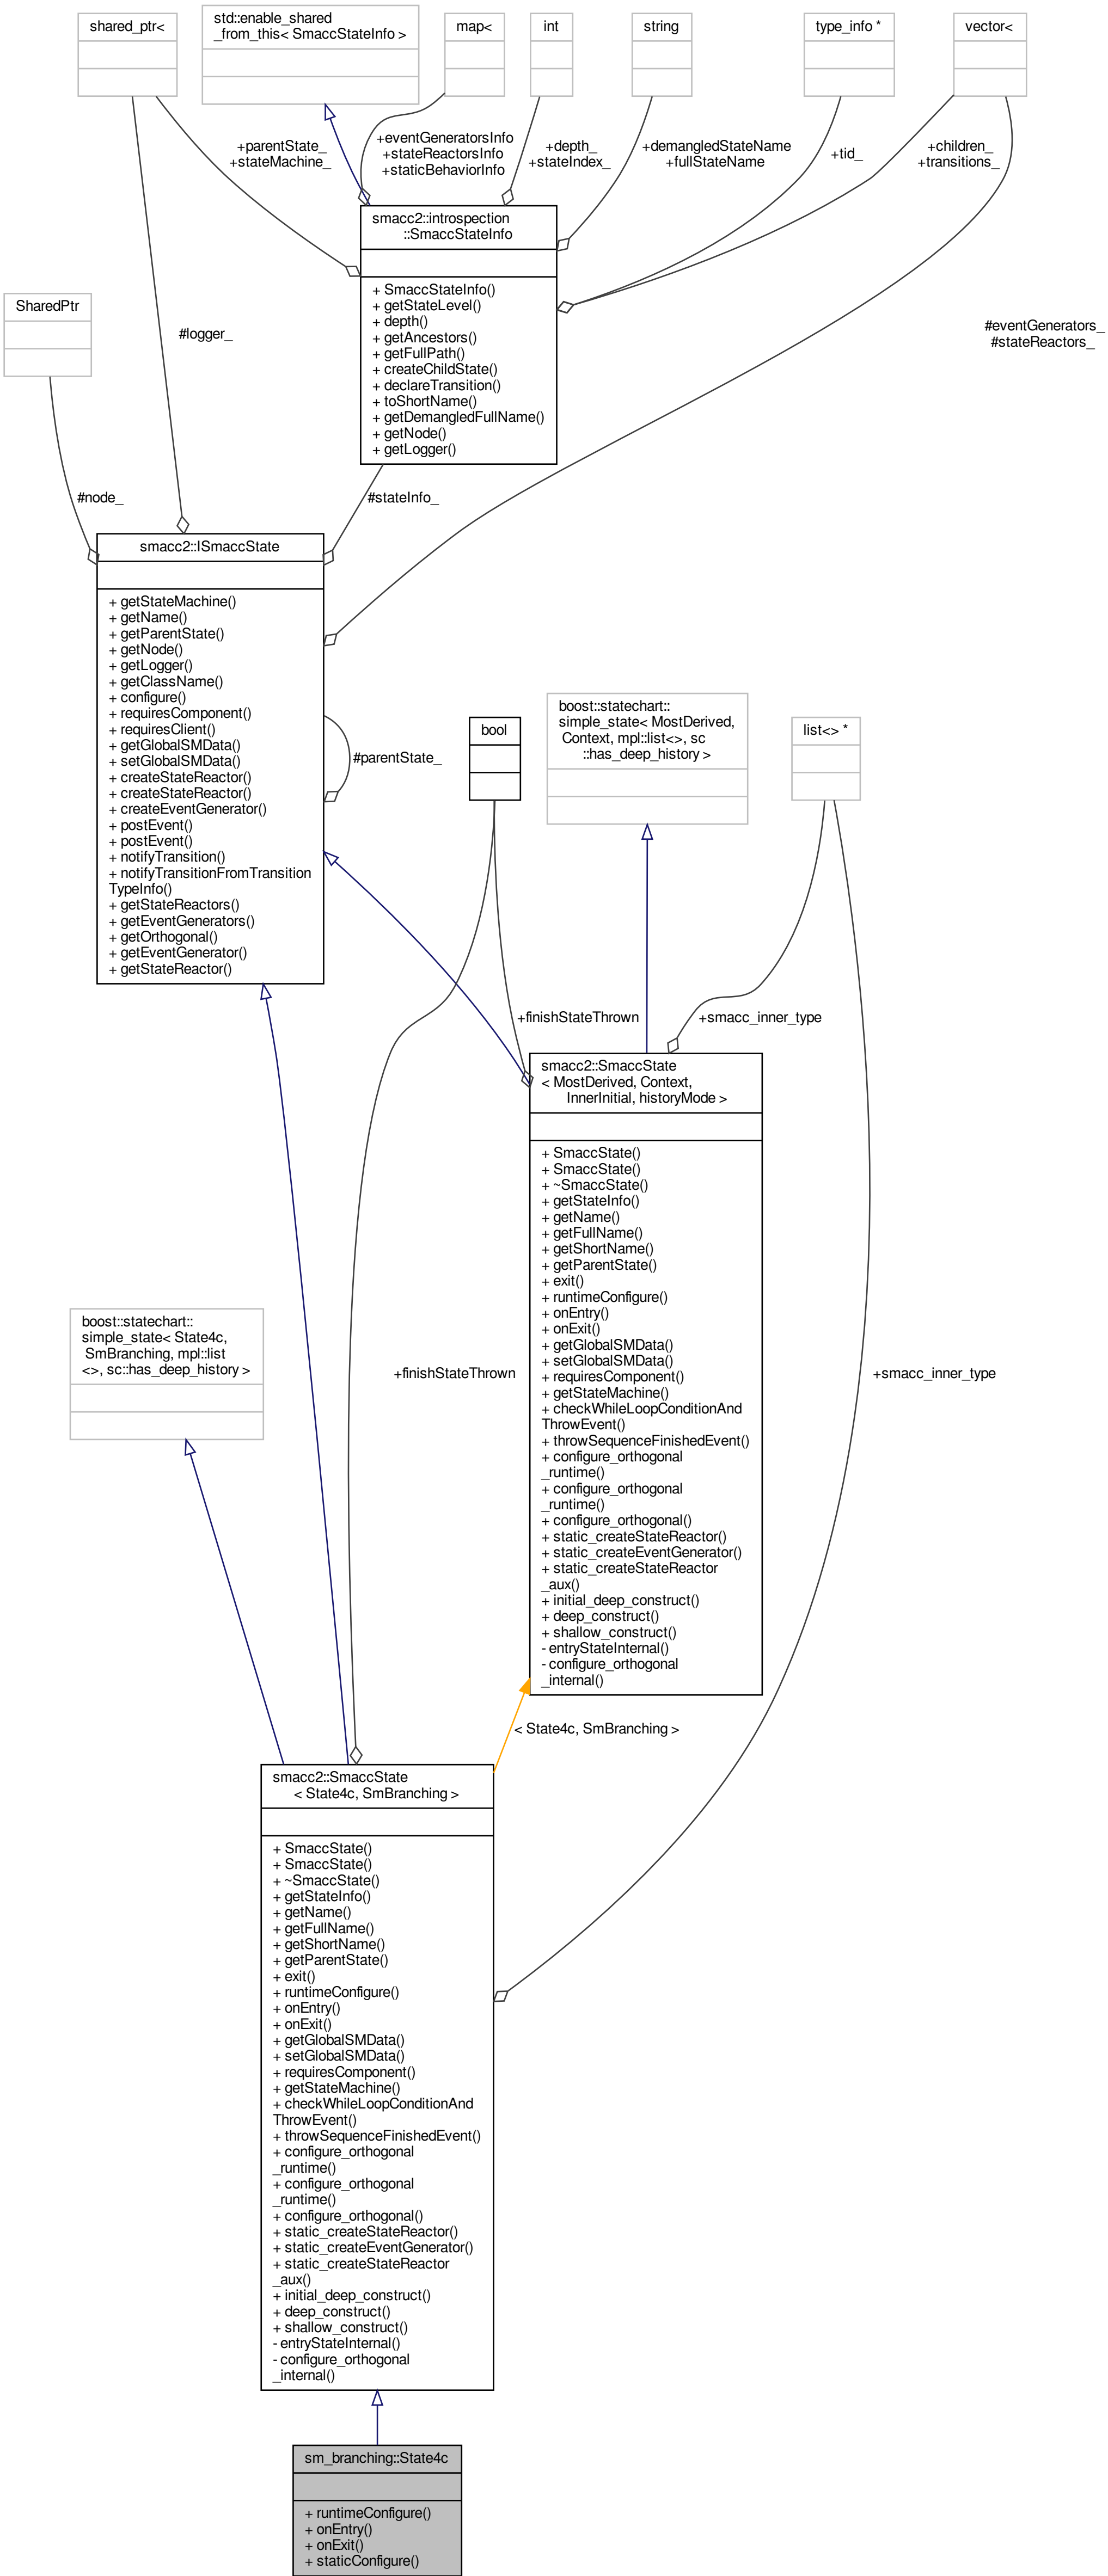 shared_ptr<
std::enable_shared
_from_this< SmaccStateInfo >
map<
int
string
type_info *
vector<
+parentState_
+stateMachine_
+eventGeneratorsInfo
+stateReactorsInfo
+staticBehaviorInfo
+depth_
+stateIndex_
+demangledStateName
+fullStateName
+tid_
+children_
+transitions_
smacc2::introspection
::SmaccStateInfo
+ SmaccStateInfo()
+ getStateLevel()
+ depth()
+ getAncestors()
+ getFullPath()
+ createChildState()
+ declareTransition()
+ toShortName()
+ getDemangledFullName()
+ getNode()
+ getLogger()
SharedPtr
#logger_
#eventGenerators_
#stateReactors_
#node_
#stateInfo_
smacc2::ISmaccState
+ getStateMachine()
+ getName()
+ getParentState()
+ getNode()
+ getLogger()
+ getClassName()
+ configure()
+ requiresComponent()
+ requiresClient()
+ getGlobalSMData()
+ setGlobalSMData()
+ createStateReactor()
+ createStateReactor()
+ createEventGenerator()
+ postEvent()
+ postEvent()
+ notifyTransition()
+ notifyTransitionFromTransition
TypeInfo()
+ getStateReactors()
+ getEventGenerators()
+ getOrthogonal()
+ getEventGenerator()
+ getStateReactor()
#parentState_
bool
boost::statechart::
simple_state< MostDerived,
Context, mpl::list<>, sc
::has_deep_history >
list<> *
+finishStateThrown
+smacc_inner_type
smacc2::SmaccState
< MostDerived, Context,
InnerInitial, historyMode >
+ SmaccState()
+ SmaccState()
+ ~SmaccState()
+ getStateInfo()
+ getName()
+ getFullName()
+ getShortName()
+ getParentState()
+ exit()
+ runtimeConfigure()
+ onEntry()
+ onExit()
+ getGlobalSMData()
+ setGlobalSMData()
+ requiresComponent()
+ getStateMachine()
+ checkWhileLoopConditionAnd
ThrowEvent()
+ throwSequenceFinishedEvent()
+ configure_orthogonal
_runtime()
+ configure_orthogonal
_runtime()
+ configure_orthogonal()
+ static_createStateReactor()
+ static_createEventGenerator()
+ static_createStateReactor
_aux()
+ initial_deep_construct()
+ deep_construct()
+ shallow_construct()
- entryStateInternal()
- configure_orthogonal
_internal()
boost::statechart::
simple_state< State4c,
SmBranching, mpl::list
<>, sc::has_deep_history >
+finishStateThrown
+smacc_inner_type
< State4c, SmBranching >
smacc2::SmaccState
< State4c, SmBranching >
+ SmaccState()
+ SmaccState()
+ ~SmaccState()
+ getStateInfo()
+ getName()
+ getFullName()
+ getShortName()
+ getParentState()
+ exit()
+ runtimeConfigure()
+ onEntry()
+ onExit()
+ getGlobalSMData()
+ setGlobalSMData()
+ requiresComponent()
+ getStateMachine()
+ checkWhileLoopConditionAnd
ThrowEvent()
+ throwSequenceFinishedEvent()
+ configure_orthogonal
_runtime()
+ configure_orthogonal
_runtime()
+ configure_orthogonal()
+ static_createStateReactor()
+ static_createEventGenerator()
+ static_createStateReactor
_aux()
+ initial_deep_construct()
+ deep_construct()
+ shallow_construct()
- entryStateInternal()
- configure_orthogonal
_internal()
sm_branching::State4c
+ runtimeConfigure()
+ onEntry()
+ onExit()
+ staticConfigure()